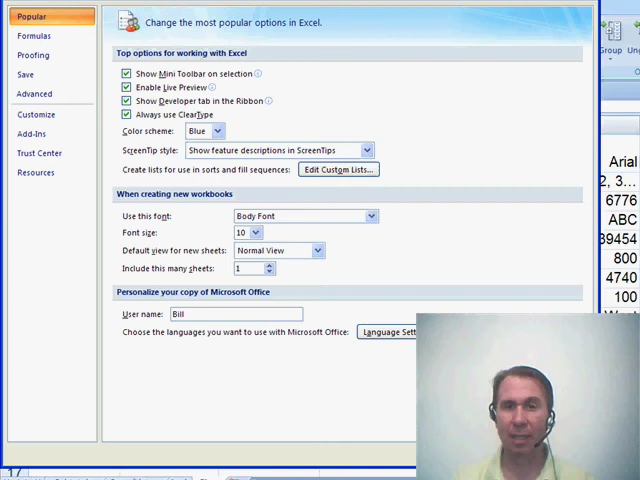 Popular
Change the most popular options in Excel.
Formulas
Proofing
Save
Advanced
Customize
Add-Ins
Trust Center
Resources
Top options for working with Excel
Show Mini Toolbar on selection
Enable Live Preview
Show Developer tab in the Ribbon
Always use ClearType
Color scheme: Blue
ScreenTip style: Show feature descriptions in ScreenTips
Create lists for use in sorts and fill sequences: Edit Custom Lists...
When creating new workbooks
Use this font: Body Font
Font size: 10
Default view for new sheets: Normal View
Include this many sheets: 1
Personalize your copy of Microsoft Office
User name: Bill
Choose the languages you want to use with Microsoft Office: Language Sett
Group
Ung
Arial
2, 3...
6776
ABC
39454
800
4740
100
17